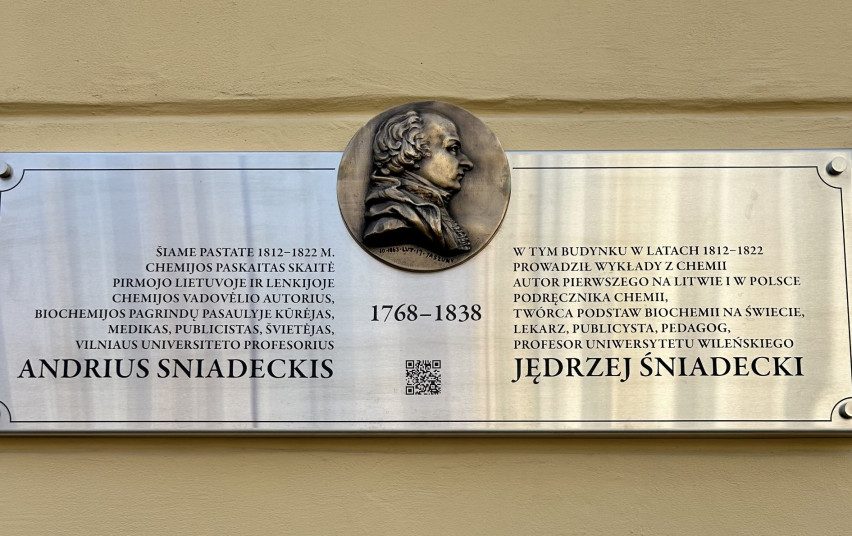 ŠIAME PASTATE 1812–1822 M.
CHEMIJOS PASKAITAS SKAITĖ
PIRMOJO LIETUVOJE IR LENKIJOJE
CHEMIJOS VADOVĖLIO AUTORIUS,
BIOCHEMIJOS PAGRINDŲ PASAULYJE KŪRĖJAS,
MEDIKAS, PUBLICISTAS, ŠVIETĖJAS,
VILNIAUS UNIVERSITETO PROFESORIUS
ANDRIUS SNIADECKIS
1768–1838
W TYM BUDYNKU W LATACH 1812–1822
PROWADZIŁ WYKŁADY Z CHEMII
AUTOR PIERWSZEGO NA LITWIE I W POLSCE
PODRĘCZNIKA CHEMII,
TWÓRCA PODSTAW BIOCHEMII NA ŚWIECIE,
LEKARZ, PUBLICYSTA, PEDAGOG,
PROFESOR UNIWERSYTETU WILEŃSKIEGO
JĘDRZEJ ŚNIADECKI